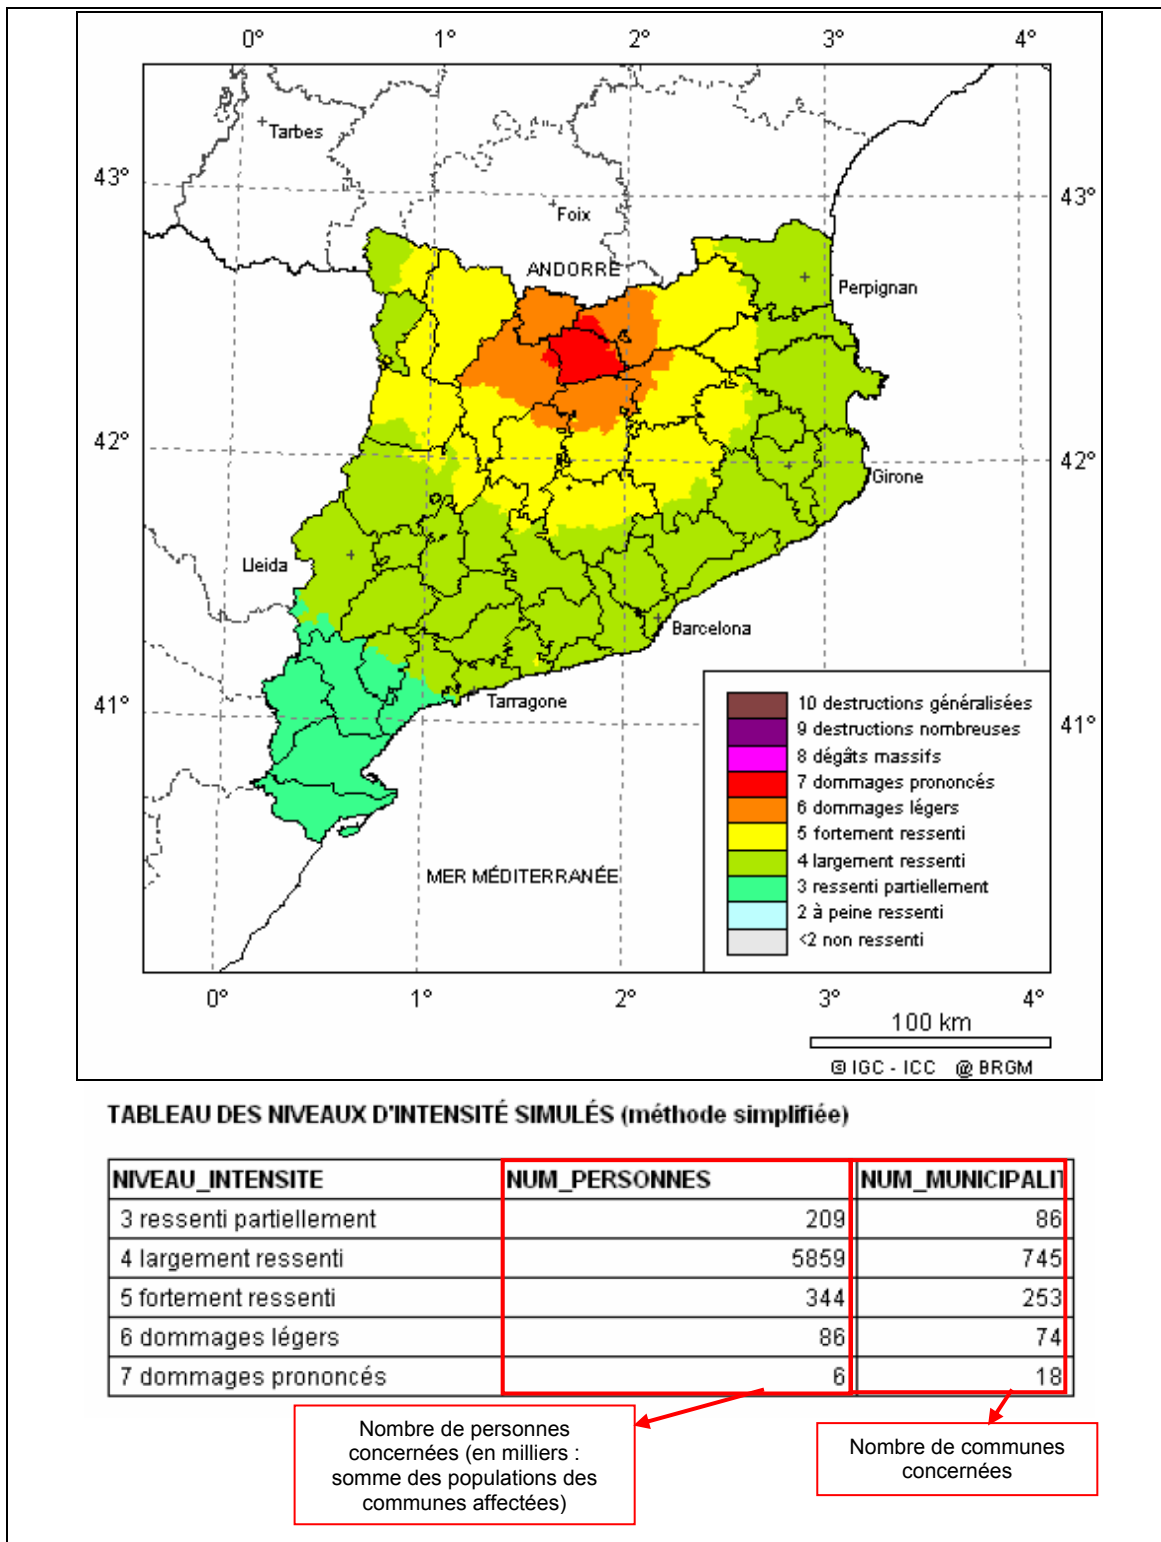 0° 1° 2° 3° 4°
Tarbes
43° 43°
Foix
ANDORRE
Perpignan
42° 42°
Girone
Lleida
Barcelona
Tarragone
41° 41°
10 destructions généralisées
9 destructions nombreuses
8 dégâts massifs
7 dommages prononcés
6 dommages légers
5 fortement ressenti
4 largement ressenti
3 ressenti partiellement
2 à peine ressenti
<2 non ressenti
MER MÉDITERRANÉE
0° 1° 2° 3° 4°
100 km
© IGC - ICC @ BRGM
TABLEAU DES NIVEAUX D'INTENSITÉ SIMULÉS (méthode simplifiée)
NIVEAU_INTENSITE NUM_PERSONNES NUM_MUNICIPALIT
3 ressenti partiellement 209 86
4 largement ressenti 5859 745
5 fortement ressenti 344 253
6 dommages légers 86 74
7 dommages prononcés 6 18
Nombre de personnes
concernées (en milliers :
somme des populations des
communes affectées)
Nombre de communes
concernées